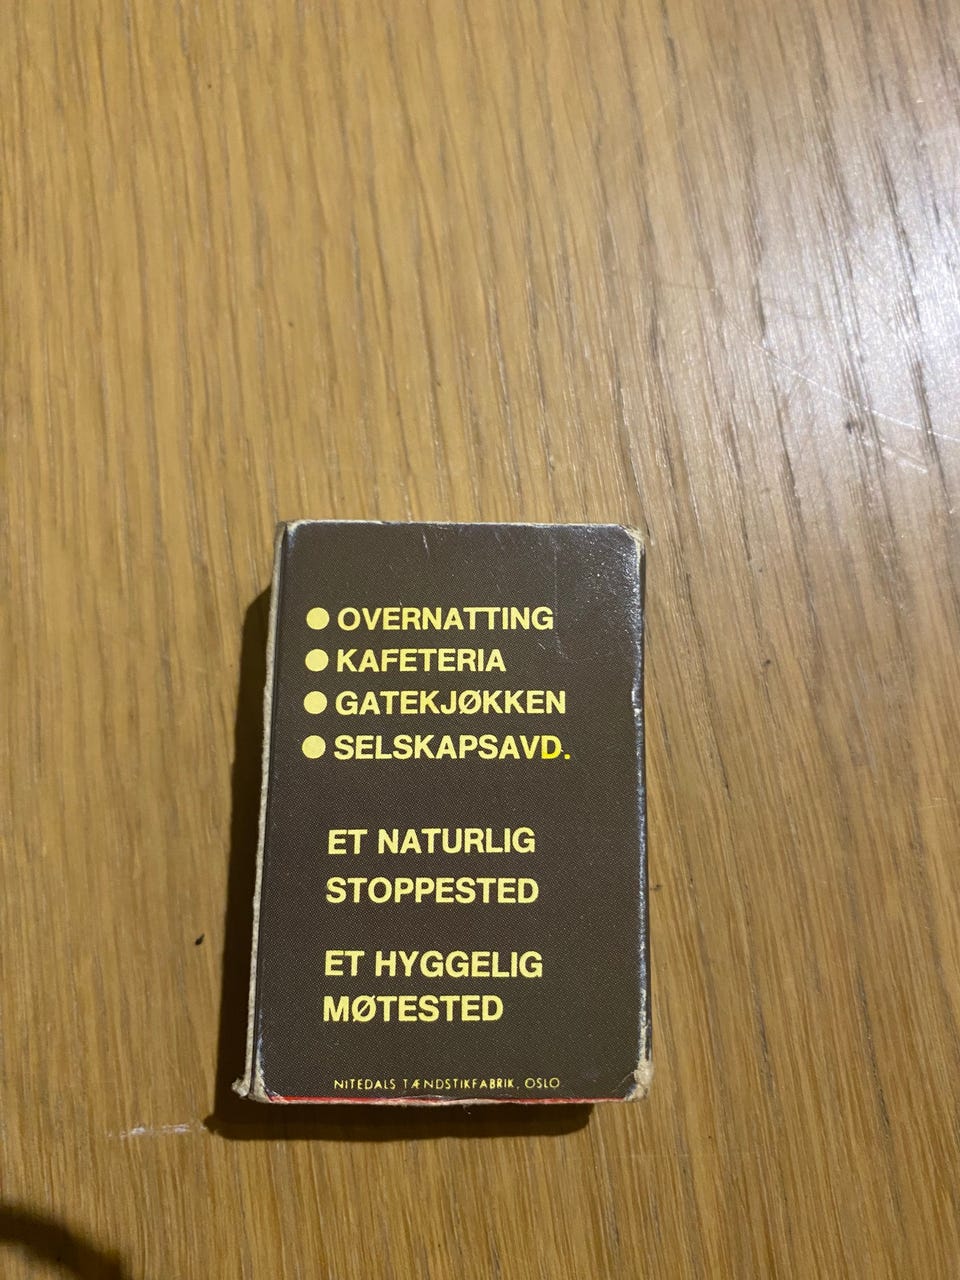 ● OVERNATTING
● KAFETERIA
● GATEKJØKKEN
● SELSKAPSAVD.
ET NATURLIG
STOPPESTED
ET HYGGELIG
MØTESTED
NITEDALS TÆNDSTIKFABRIK, OSLO